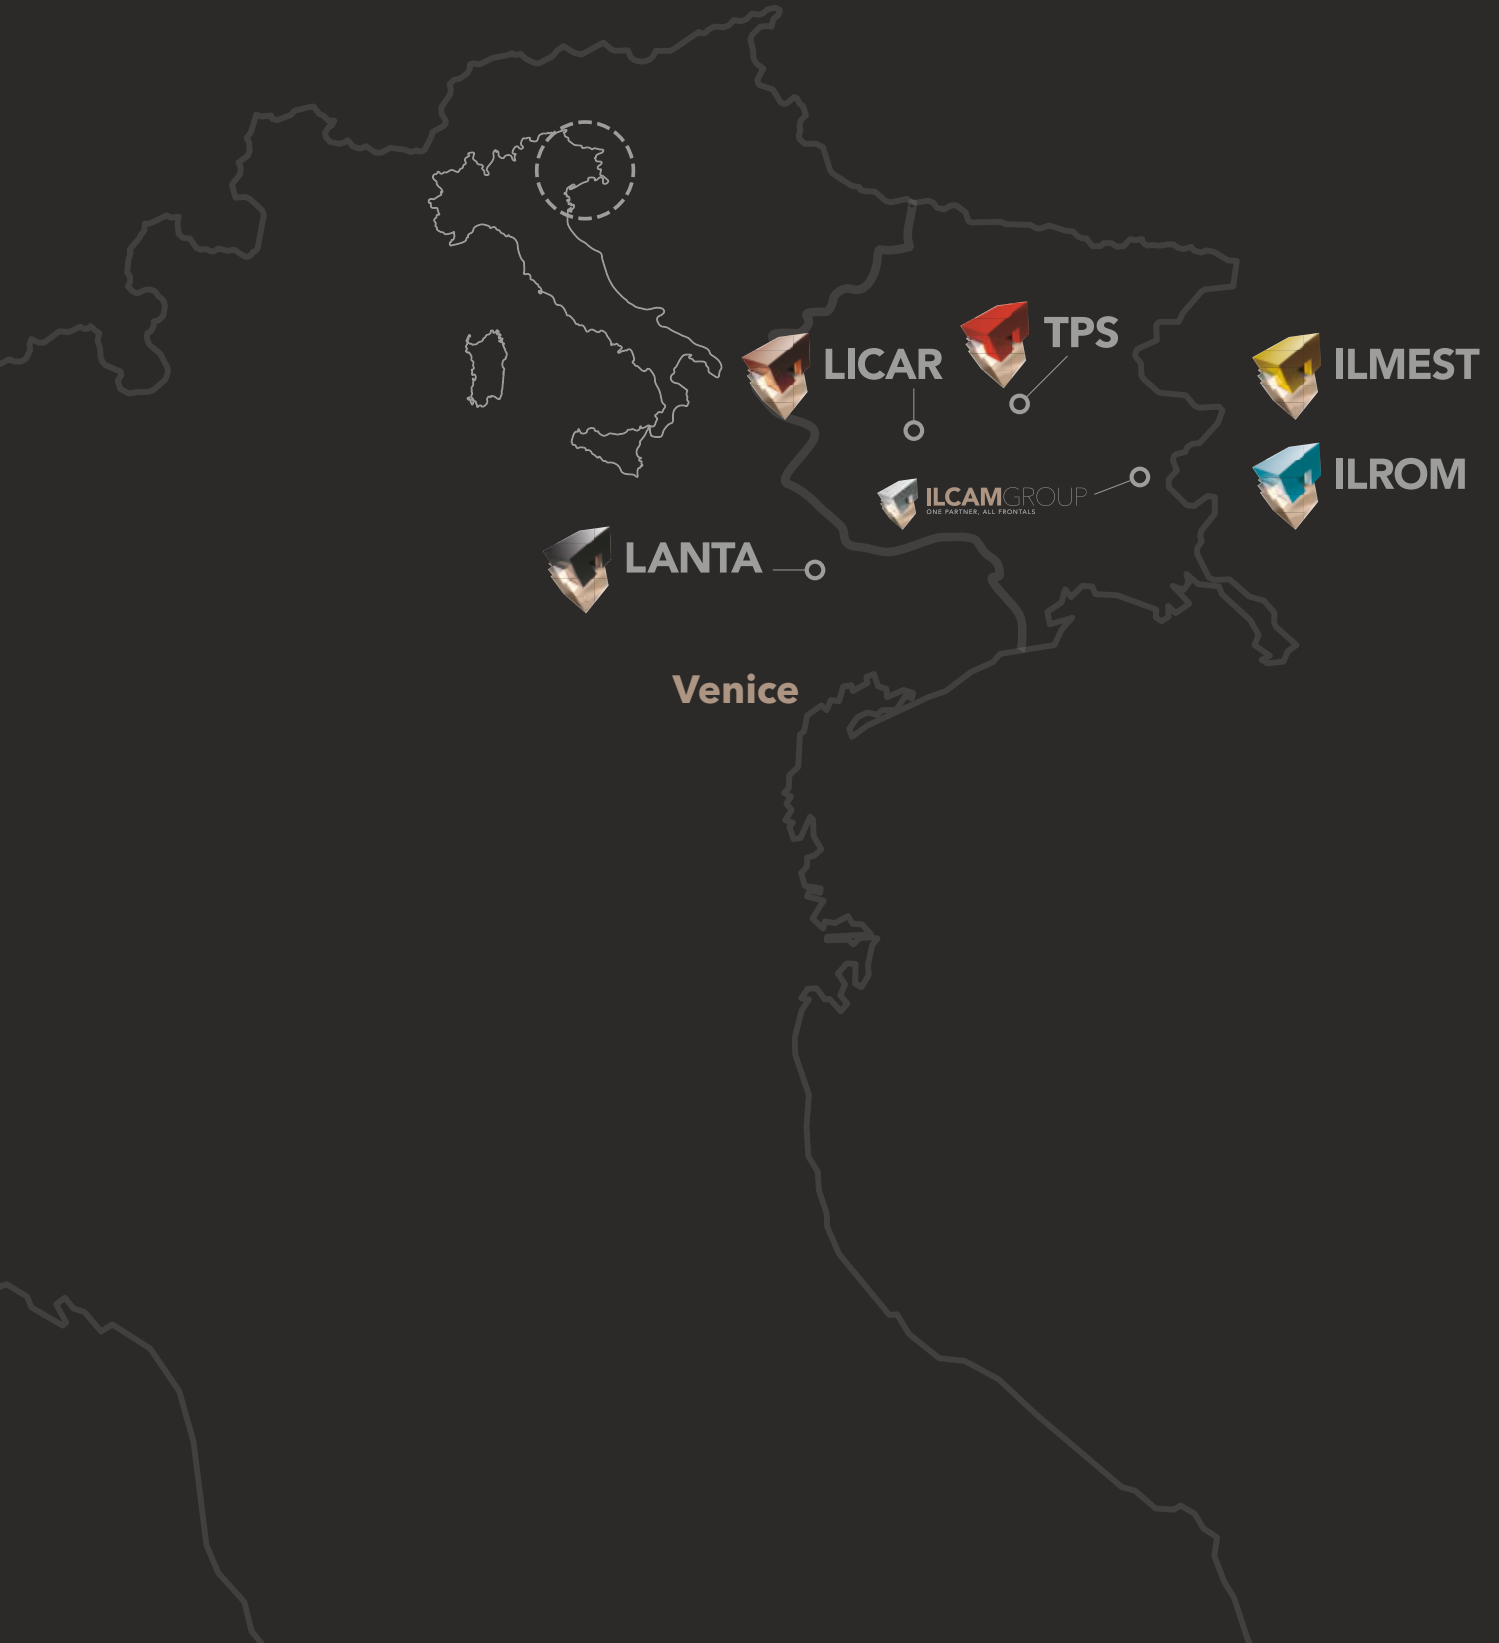 TPS
LICAR
ILMEST
ILROM
ILCAMGROUP
ONE PARTNER, ALL FRONTALS
LANTA
Venice